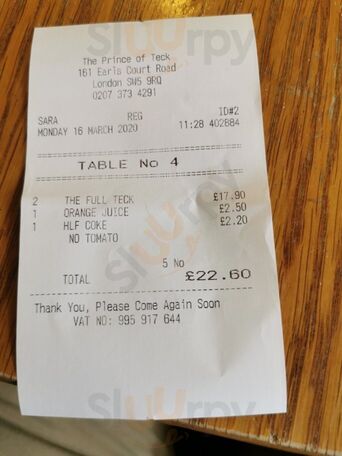 The Prince of Teck
161 Earls Court Road
London SW5 9RQ
0207 373 4291
SARA REG ID#2
MONDAY 16 MARCH 2020 11:28 402884
TABLE No 4
2 THE FULL TECK £17.90
1 ORANGE JUICE £2.50
1 HLF COKE £2.20
NO TOMATO
5 No
TOTAL £22.60
Thank You, Please Come Again Soon
VAT NO: 995 917 644
Sluurpy
Sluurpy
Sluurpy